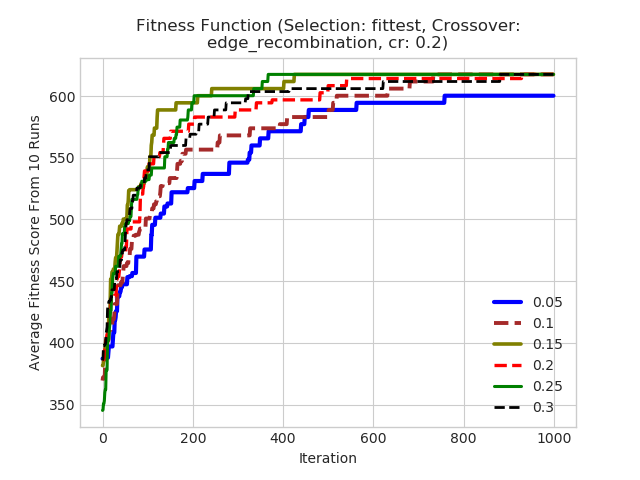 Fitness Function (Selection: fittest, Crossover:
edge_recombination, cr: 0.2)
Average Fitness Score From 10 Runs
600
550
500
450
400
350
0.05
0.1
0.15
0.2
0.25
0.3
0 200 400 600 800 1000
Iteration